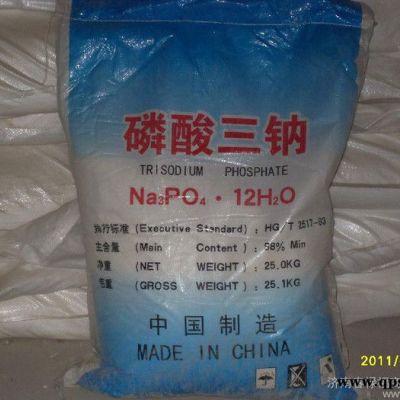 磷酸三钠
TRISODIUM PHOSPHATE
Na₃PO₄·12H₂O
执行标准 (Executive Standard) : HG/T 2517-93
主含量 (Main Content) : 98% Min
净重 (NET WEIGHT) : 25.0KG
毛重 (GROSS WEIGHT) : 25.1KG
中国制造
MADE IN CHINA
2011/